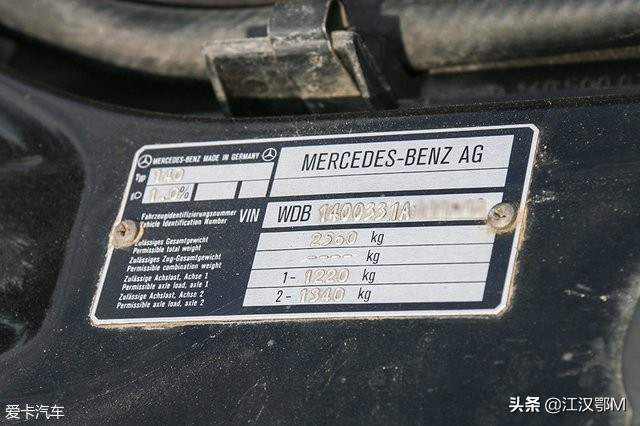 MERCEDES-BENZ MADE IN GERMANY
Typ 140
1.0%
MERCEDES-BENZ AG
Fahrzeugidentifizierungsnummer
Vehicle Identification Number
VIN
WDB 1400331A
Zulässiges Gesamtgewicht
Permissible total weight
2560 kg
Zulässiges Zug-Gesamtgewicht
Permissible combination weight
---- kg
Zulässige Achslast, Achse 1
Permissible axle load, axle 1
1- 1220 kg
Zulässige Achslast, Achse 2
Permissible axle load, axle 2
2- 1340 kg
爱卡汽车
头条 @江汉鄂M